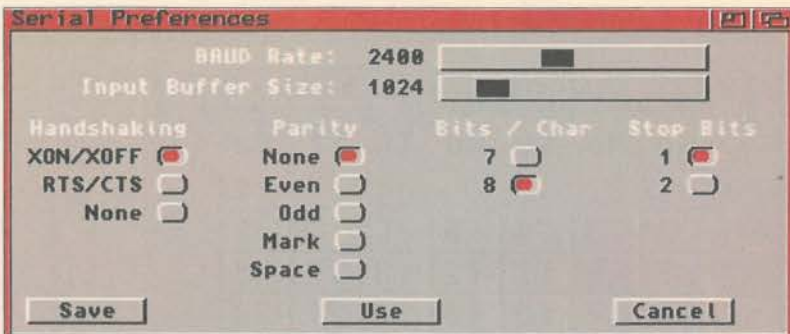 Serial Preferences
BAUD Rate: 2400
Input Buffer Size: 1024
Handshaking Parity Bits / Char Stop Bits
XON/XOFF None 7 1
RTS/CTS Even 8 2
None Odd
Mark
Space
Save Use Cancel